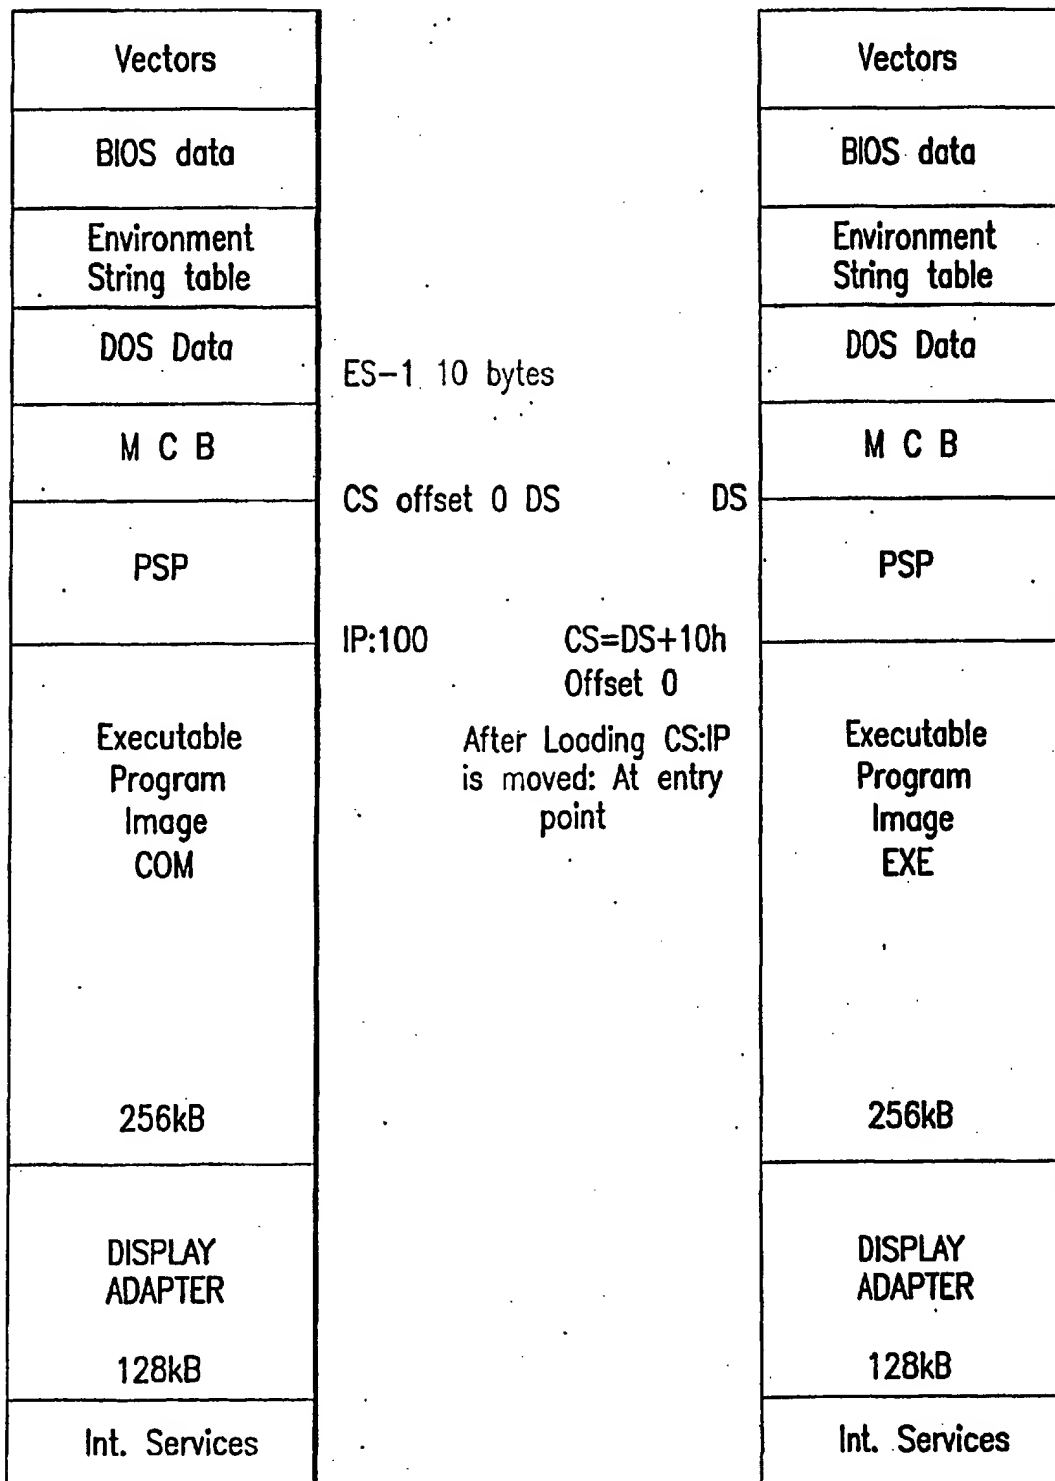 Vectors
BIOS data
Environment
String table
DOS Data
M C B
PSP
Executable
Program
Image
COM
256kB
DISPLAY
ADAPTER
128kB
Int. Services
ES-1 10 bytes
CS offset 0 DS
DS
IP:100
CS=DS+10h
Offset 0
After Loading CS:IP
is moved: At entry
point
Vectors
BIOS data
Environment
String table
DOS Data
M C B
PSP
Executable
Program
Image
EXE
256kB
DISPLAY
ADAPTER
128kB
Int. Services